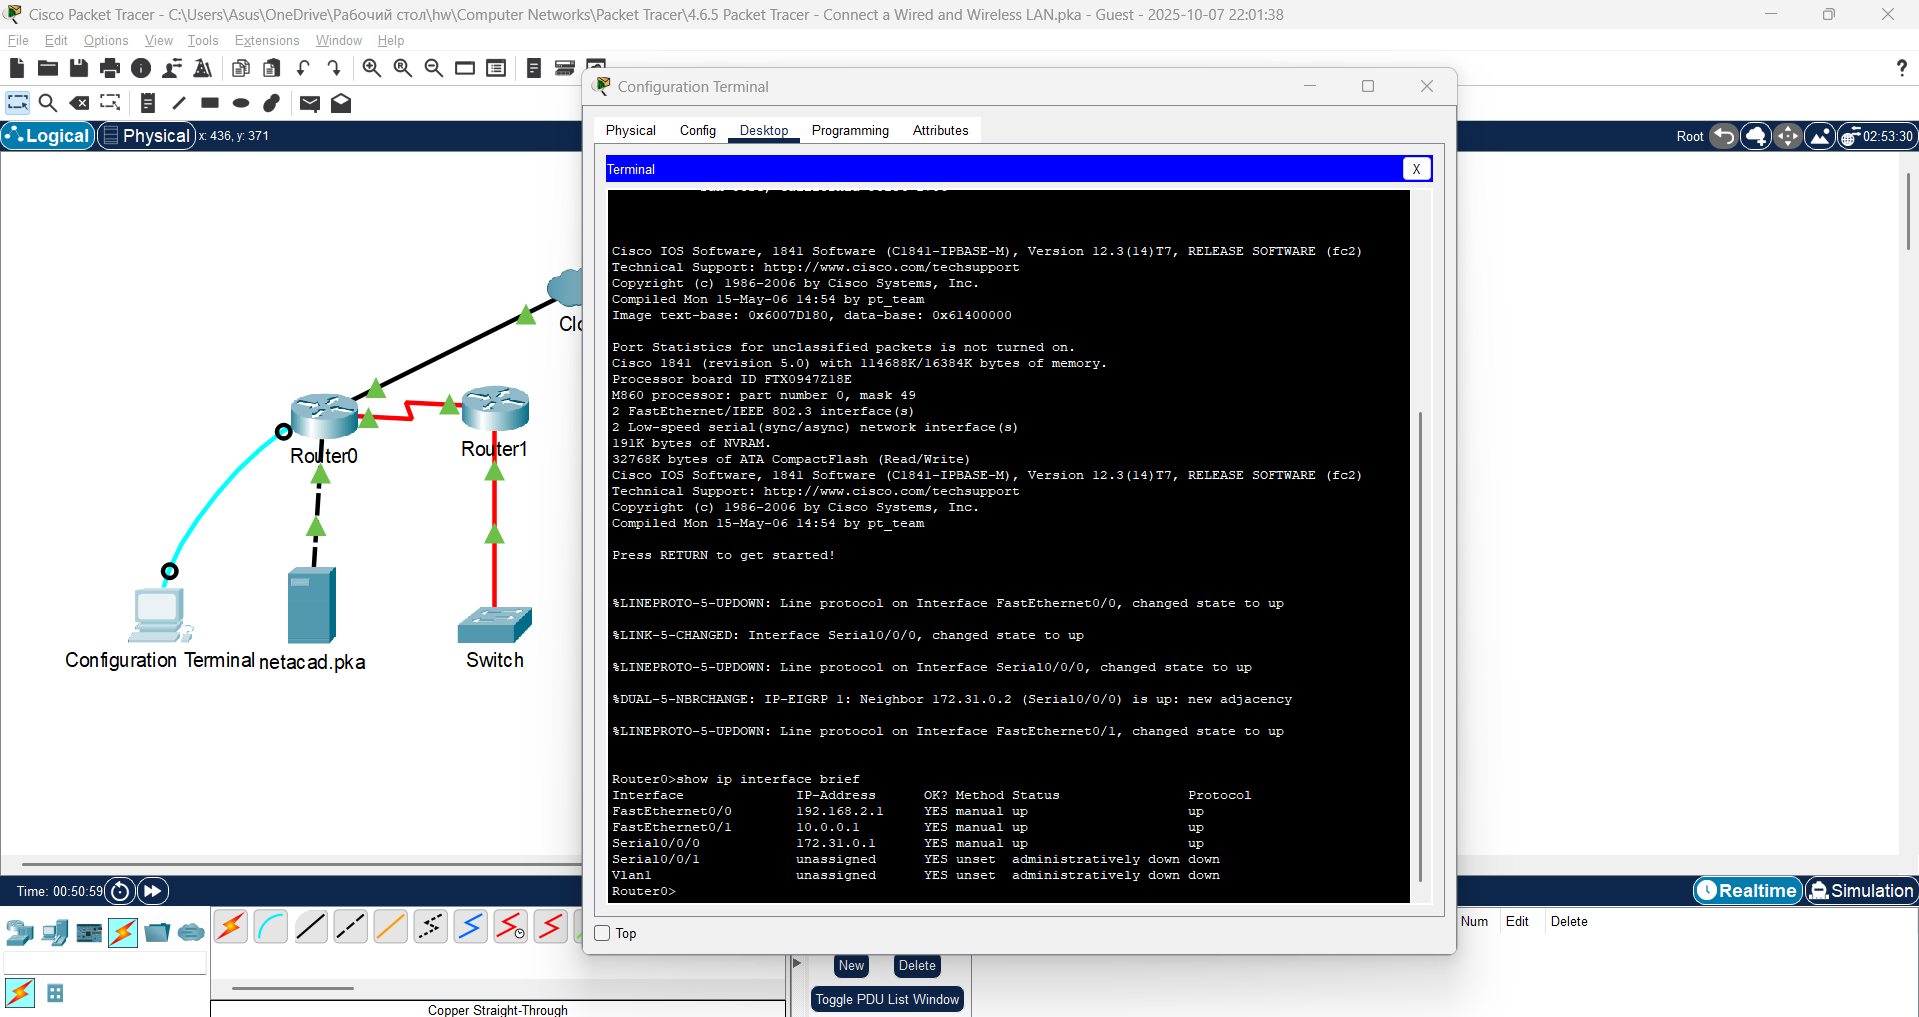 Cisco Packet Tracer - C:\Users\Asus\OneDrive\Рабочий стол\hw\Computer Networks\Packet Tracer\4.6.5 Packet Tracer - Connect a Wired and Wireless LAN.pka - Guest - 2025-10-07 22:01:38
File Edit Options View Tools Extensions Window Help
?
Logical Physical x: 436, y: 371
Root 02:53:30
Configuration Terminal
Physical Config Desktop Programming Attributes
Terminal X
Cisco IOS Software, 1841 Software (C1841-IPBASE-M), Version 12.3(14)T7, RELEASE SOFTWARE (fc2)
Technical Support: http://www.cisco.com/techsupport
Copyright (c) 1986-2006 by Cisco Systems, Inc.
Compiled Mon 15-May-06 14:54 by pt_team
Image text-base: 0x6007D180, data-base: 0x61400000
Port Statistics for unclassified packets is not turned on.
Cisco 1841 (revision 5.0) with 114688K/16384K bytes of memory.
Processor board ID FTX0947Z18E
M860 processor: part number 0, mask 49
2 FastEthernet/IEEE 802.3 interface(s)
2 Low-speed serial(sync/async) network interface(s)
191K bytes of NVRAM.
32768K bytes of ATA CompactFlash (Read/Write)
Cisco IOS Software, 1841 Software (C1841-IPBASE-M), Version 12.3(14)T7, RELEASE SOFTWARE (fc2)
Technical Support: http://www.cisco.com/techsupport
Copyright (c) 1986-2006 by Cisco Systems, Inc.
Compiled Mon 15-May-06 14:54 by pt_team
Press RETURN to get started!
%LINEPROTO-5-UPDOWN: Line protocol on Interface FastEthernet0/0, changed state to up
%LINK-5-CHANGED: Interface Serial0/0/0, changed state to up
%LINEPROTO-5-UPDOWN: Line protocol on Interface Serial0/0/0, changed state to up
%DUAL-5-NBRCHANGE: IP-EIGRP 1: Neighbor 172.31.0.2 (Serial0/0/0) is up: new adjacency
%LINEPROTO-5-UPDOWN: Line protocol on Interface FastEthernet0/1, changed state to up
Router0>show ip interface brief
Interface IP-Address OK? Method Status Protocol
FastEthernet0/0 192.168.2.1 YES manual up up
FastEthernet0/1 10.0.0.1 YES manual up up
Serial0/0/0 172.31.0.1 YES manual up up
Serial0/0/1 unassigned YES unset administratively down down
Vlan1 unassigned YES unset administratively down down
Router0>
Top
Clo
Router0
Router1
Configuration Terminal
netacad.pka
Switch
Time: 00:50:59
Realtime Simulation
Num Edit Delete
New Delete
Toggle PDU List Window
Copper Straight-Through